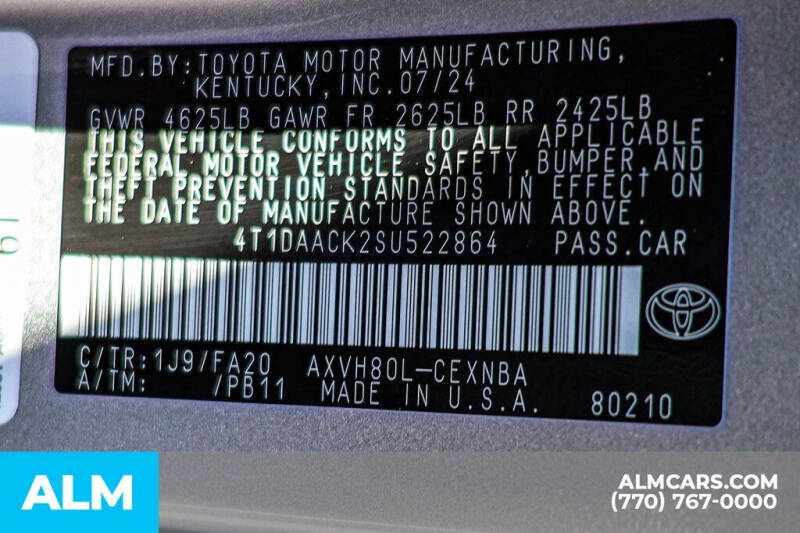 MFD.BY:TOYOTA MOTOR MANUFACTURING,
KENTUCKY,INC.07/24
GVWR 4625LB GAWR FR 2625LB RR 2425LB
THIS VEHICLE CONFORMS TO ALL APPLICABLE
FEDERAL MOTOR VEHICLE SAFETY,BUMPER,AND
THEFT PREVENTION STANDARDS IN EFFECT ON
THE DATE OF MANUFACTURE SHOWN ABOVE.
4T1DAACK2SU522864 PASS.CAR
C/TR:1J9/FA20 AXVH80L-CEXNBA
A/TM: /PB11 MADE IN U.S.A. 80210
ALM
ALMCARS.COM
(770) 767-0000